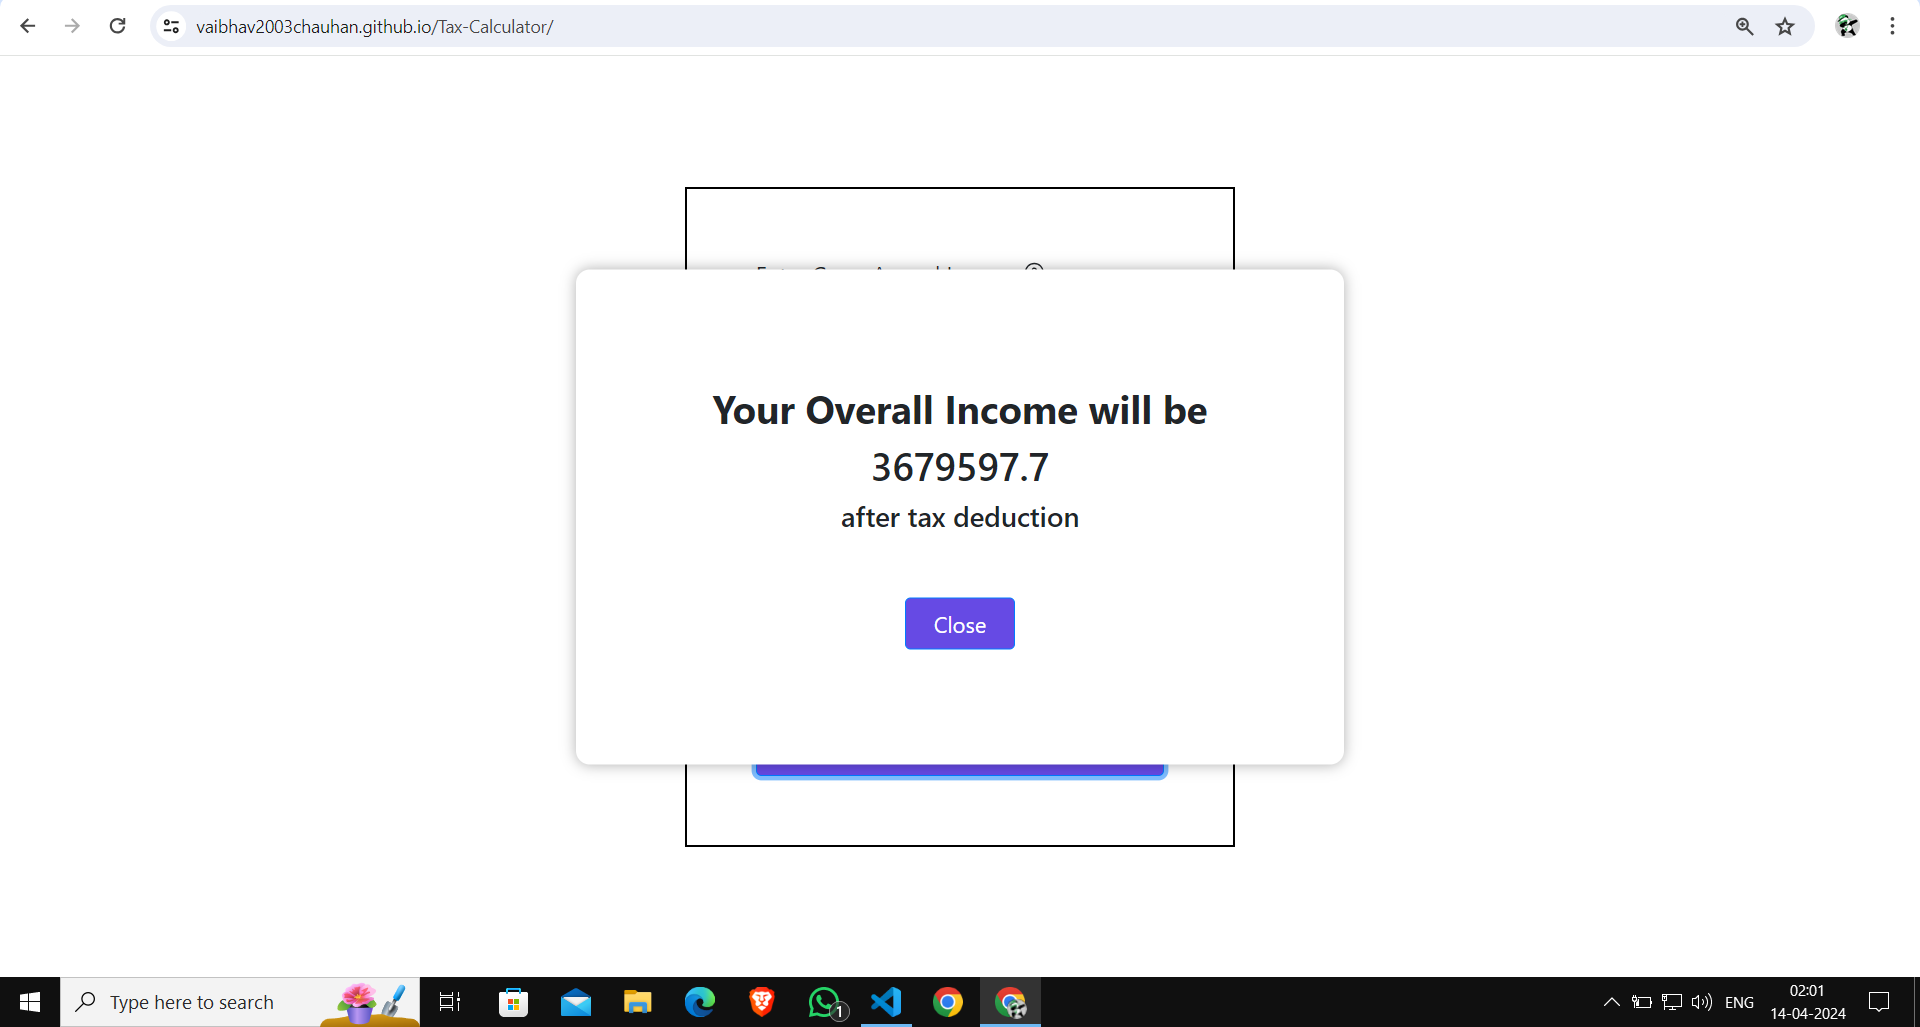 vaibhav2003chauhan.github.io/Tax-Calculator/
Your Overall Income will be
3679597.7
after tax deduction
Close
Type here to search
1
ENG
02:01
14-04-2024